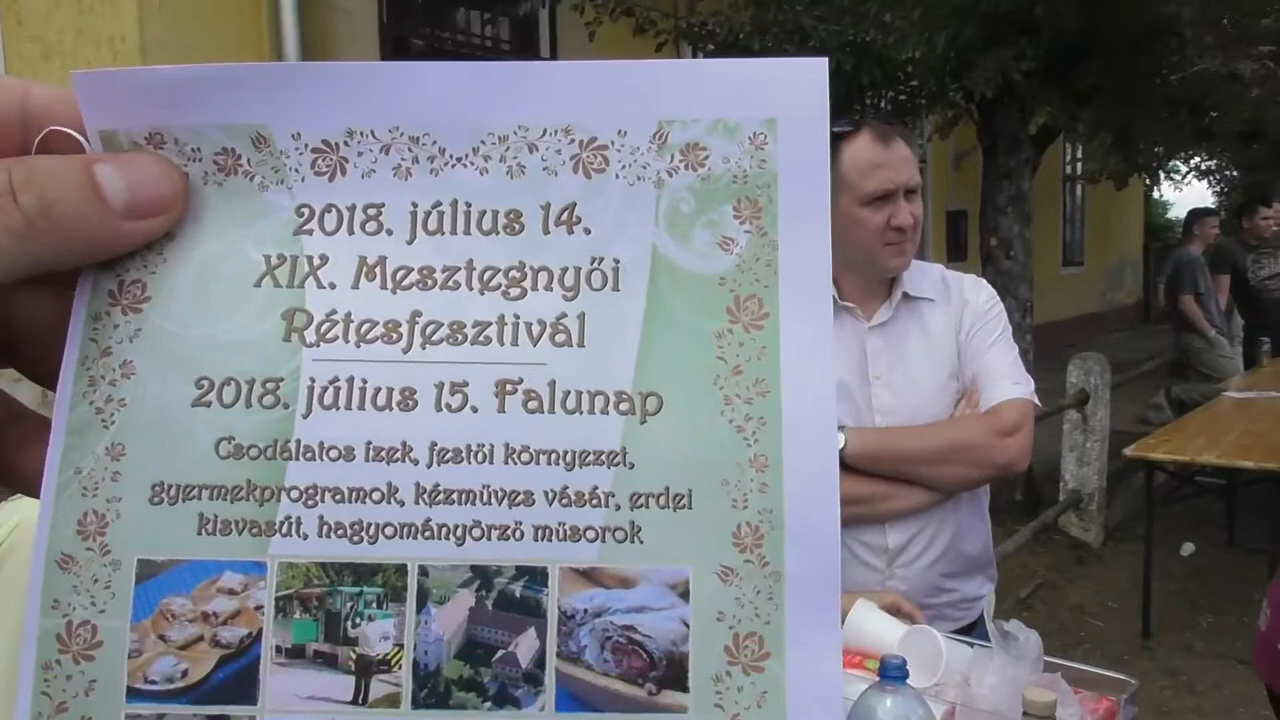 2018. július 14.
XIX. Mesztegnyői
Rétesfesztivál
2018. július 15. Falunap
Csodálatos ízek, festői környezet,
gyermekprogramok, kézműves vásár, erdei
kisvasút, hagyományörző műsorok